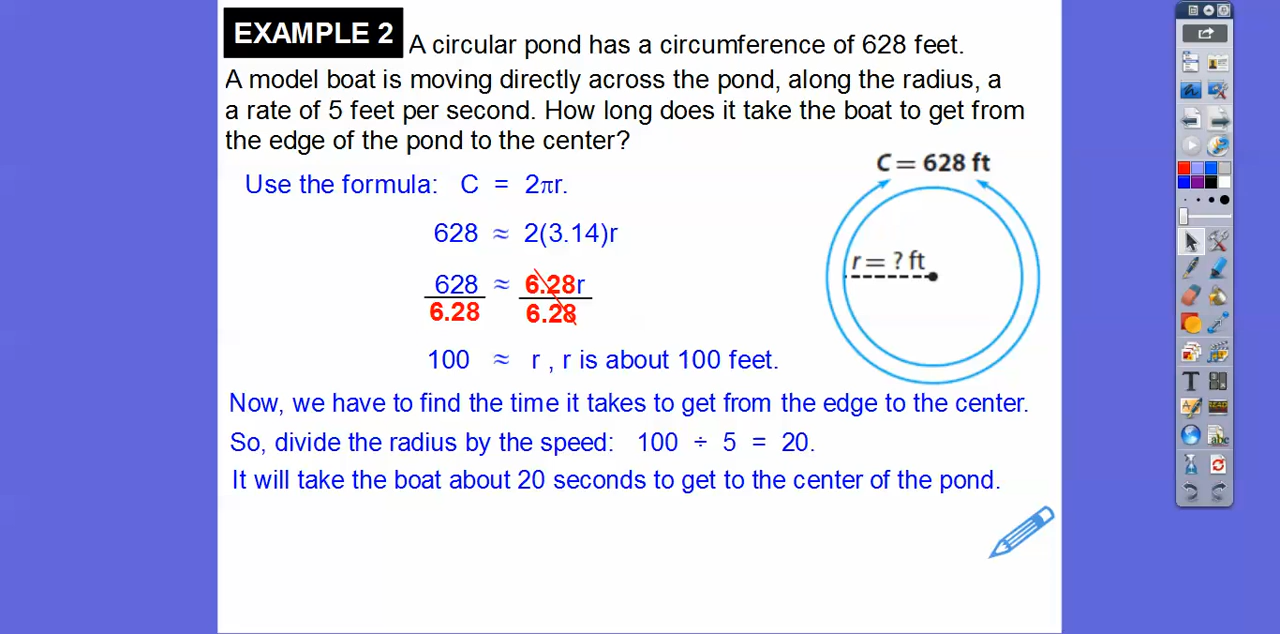 EXAMPLE 2 A circular pond has a circumference of 628 feet.
A model boat is moving directly across the pond, along the radius, a
a rate of 5 feet per second. How long does it take the boat to get from
the edge of the pond to the center?
C = 628 ft
Use the formula: C = 2πr.
628 ≈ 2(3.14)r
r = ? ft
628 ≈ 6.28r
6.28 6.28
100 ≈ r , r is about 100 feet.
Now, we have to find the time it takes to get from the edge to the center.
So, divide the radius by the speed: 100 ÷ 5 = 20.
It will take the boat about 20 seconds to get to the center of the pond.
T
abc